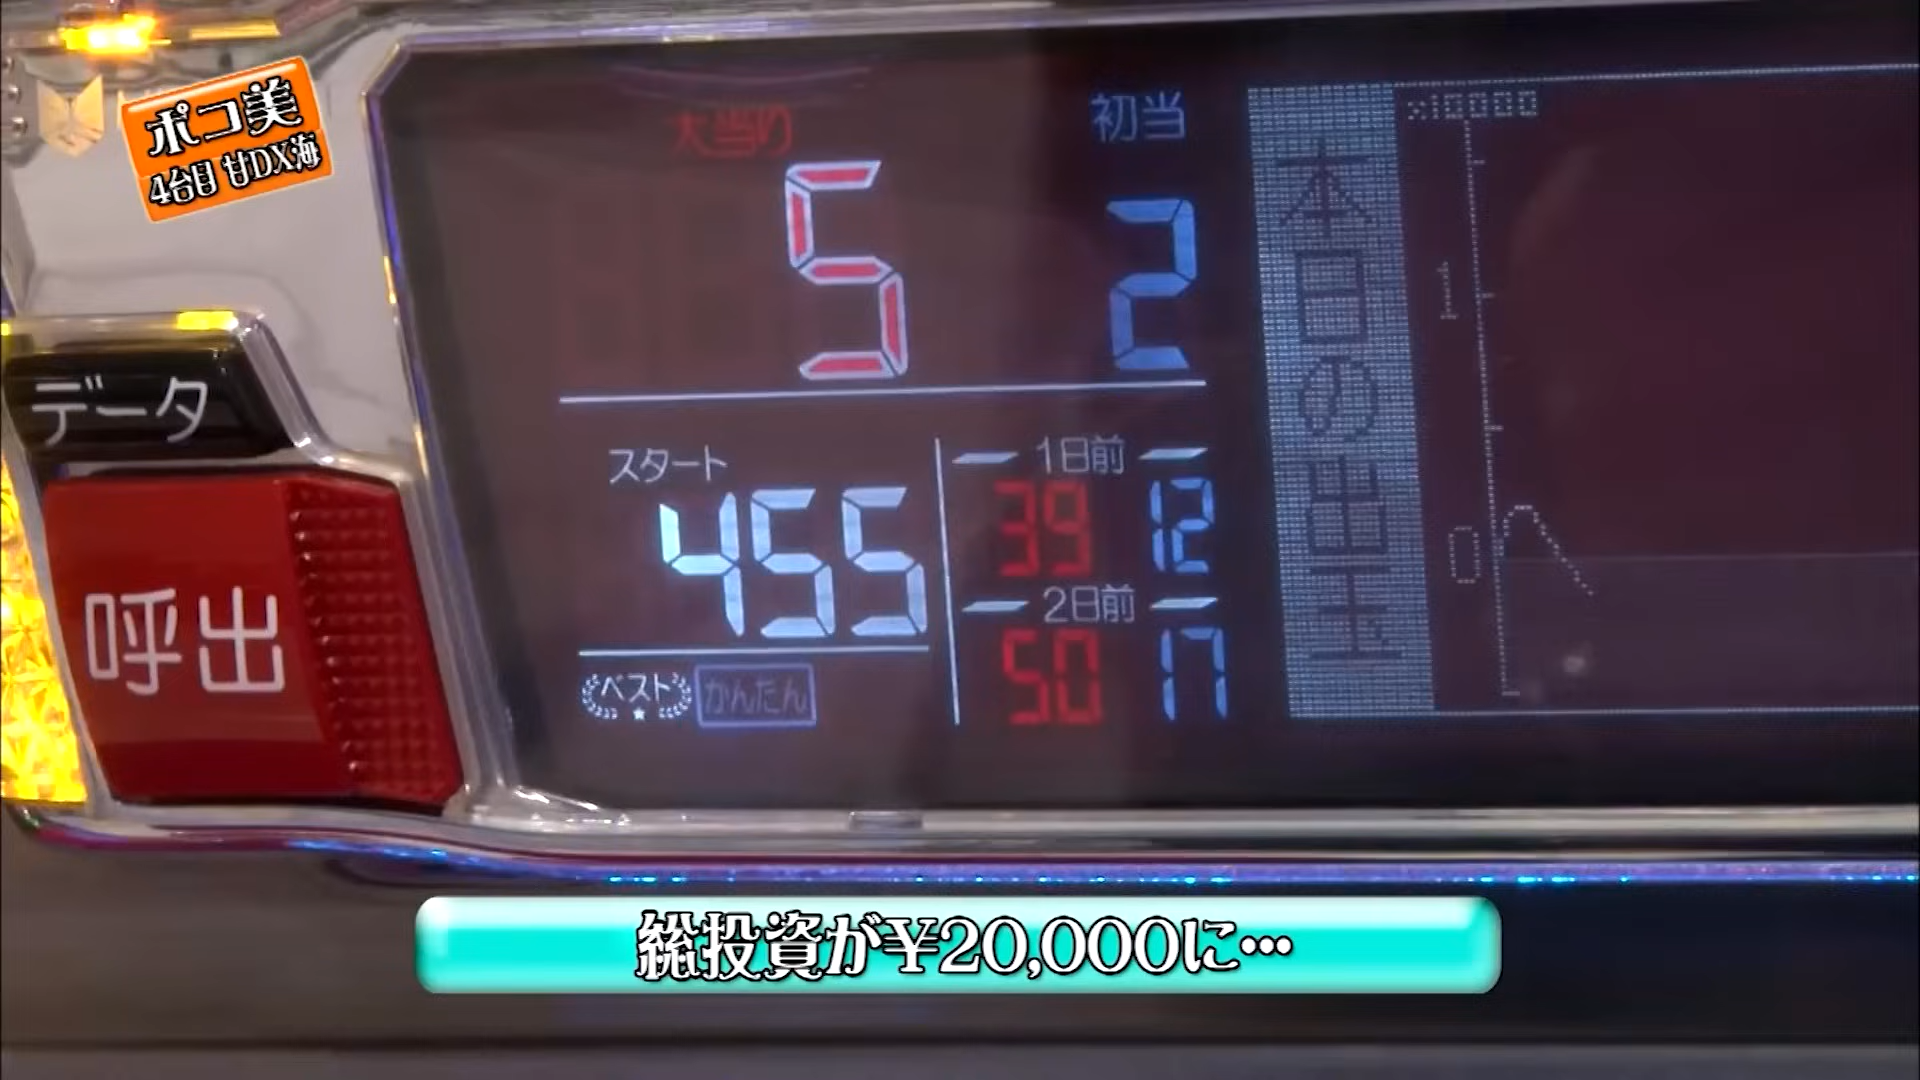 ポコ美
4台目 甘DX海
大当り
初当
5
2
スタート
455
1日前
39
12
2日前
50
17
ベスト
かんたん
本日の出玉
x10000
1
0
データ
呼出
総投資が¥20,000に…